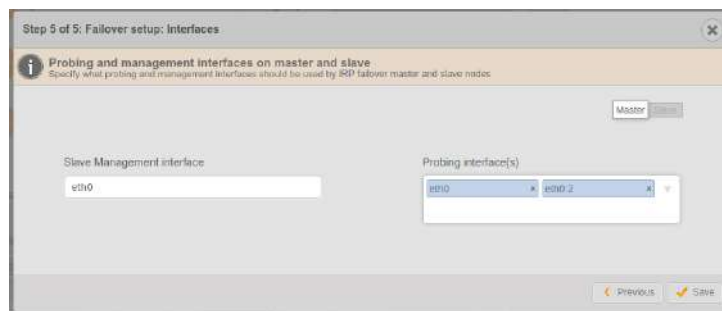 Step 5 of 5: Failover setup: Interfaces
Probing and management interfaces on master and slave
Specify what probing and management interfaces should be used by IRP failover master and slave nodes
Master Slave
Slave Management interface
Probing interface(s)
eth0
eth0 × eth0.2 ×
Previous
Save